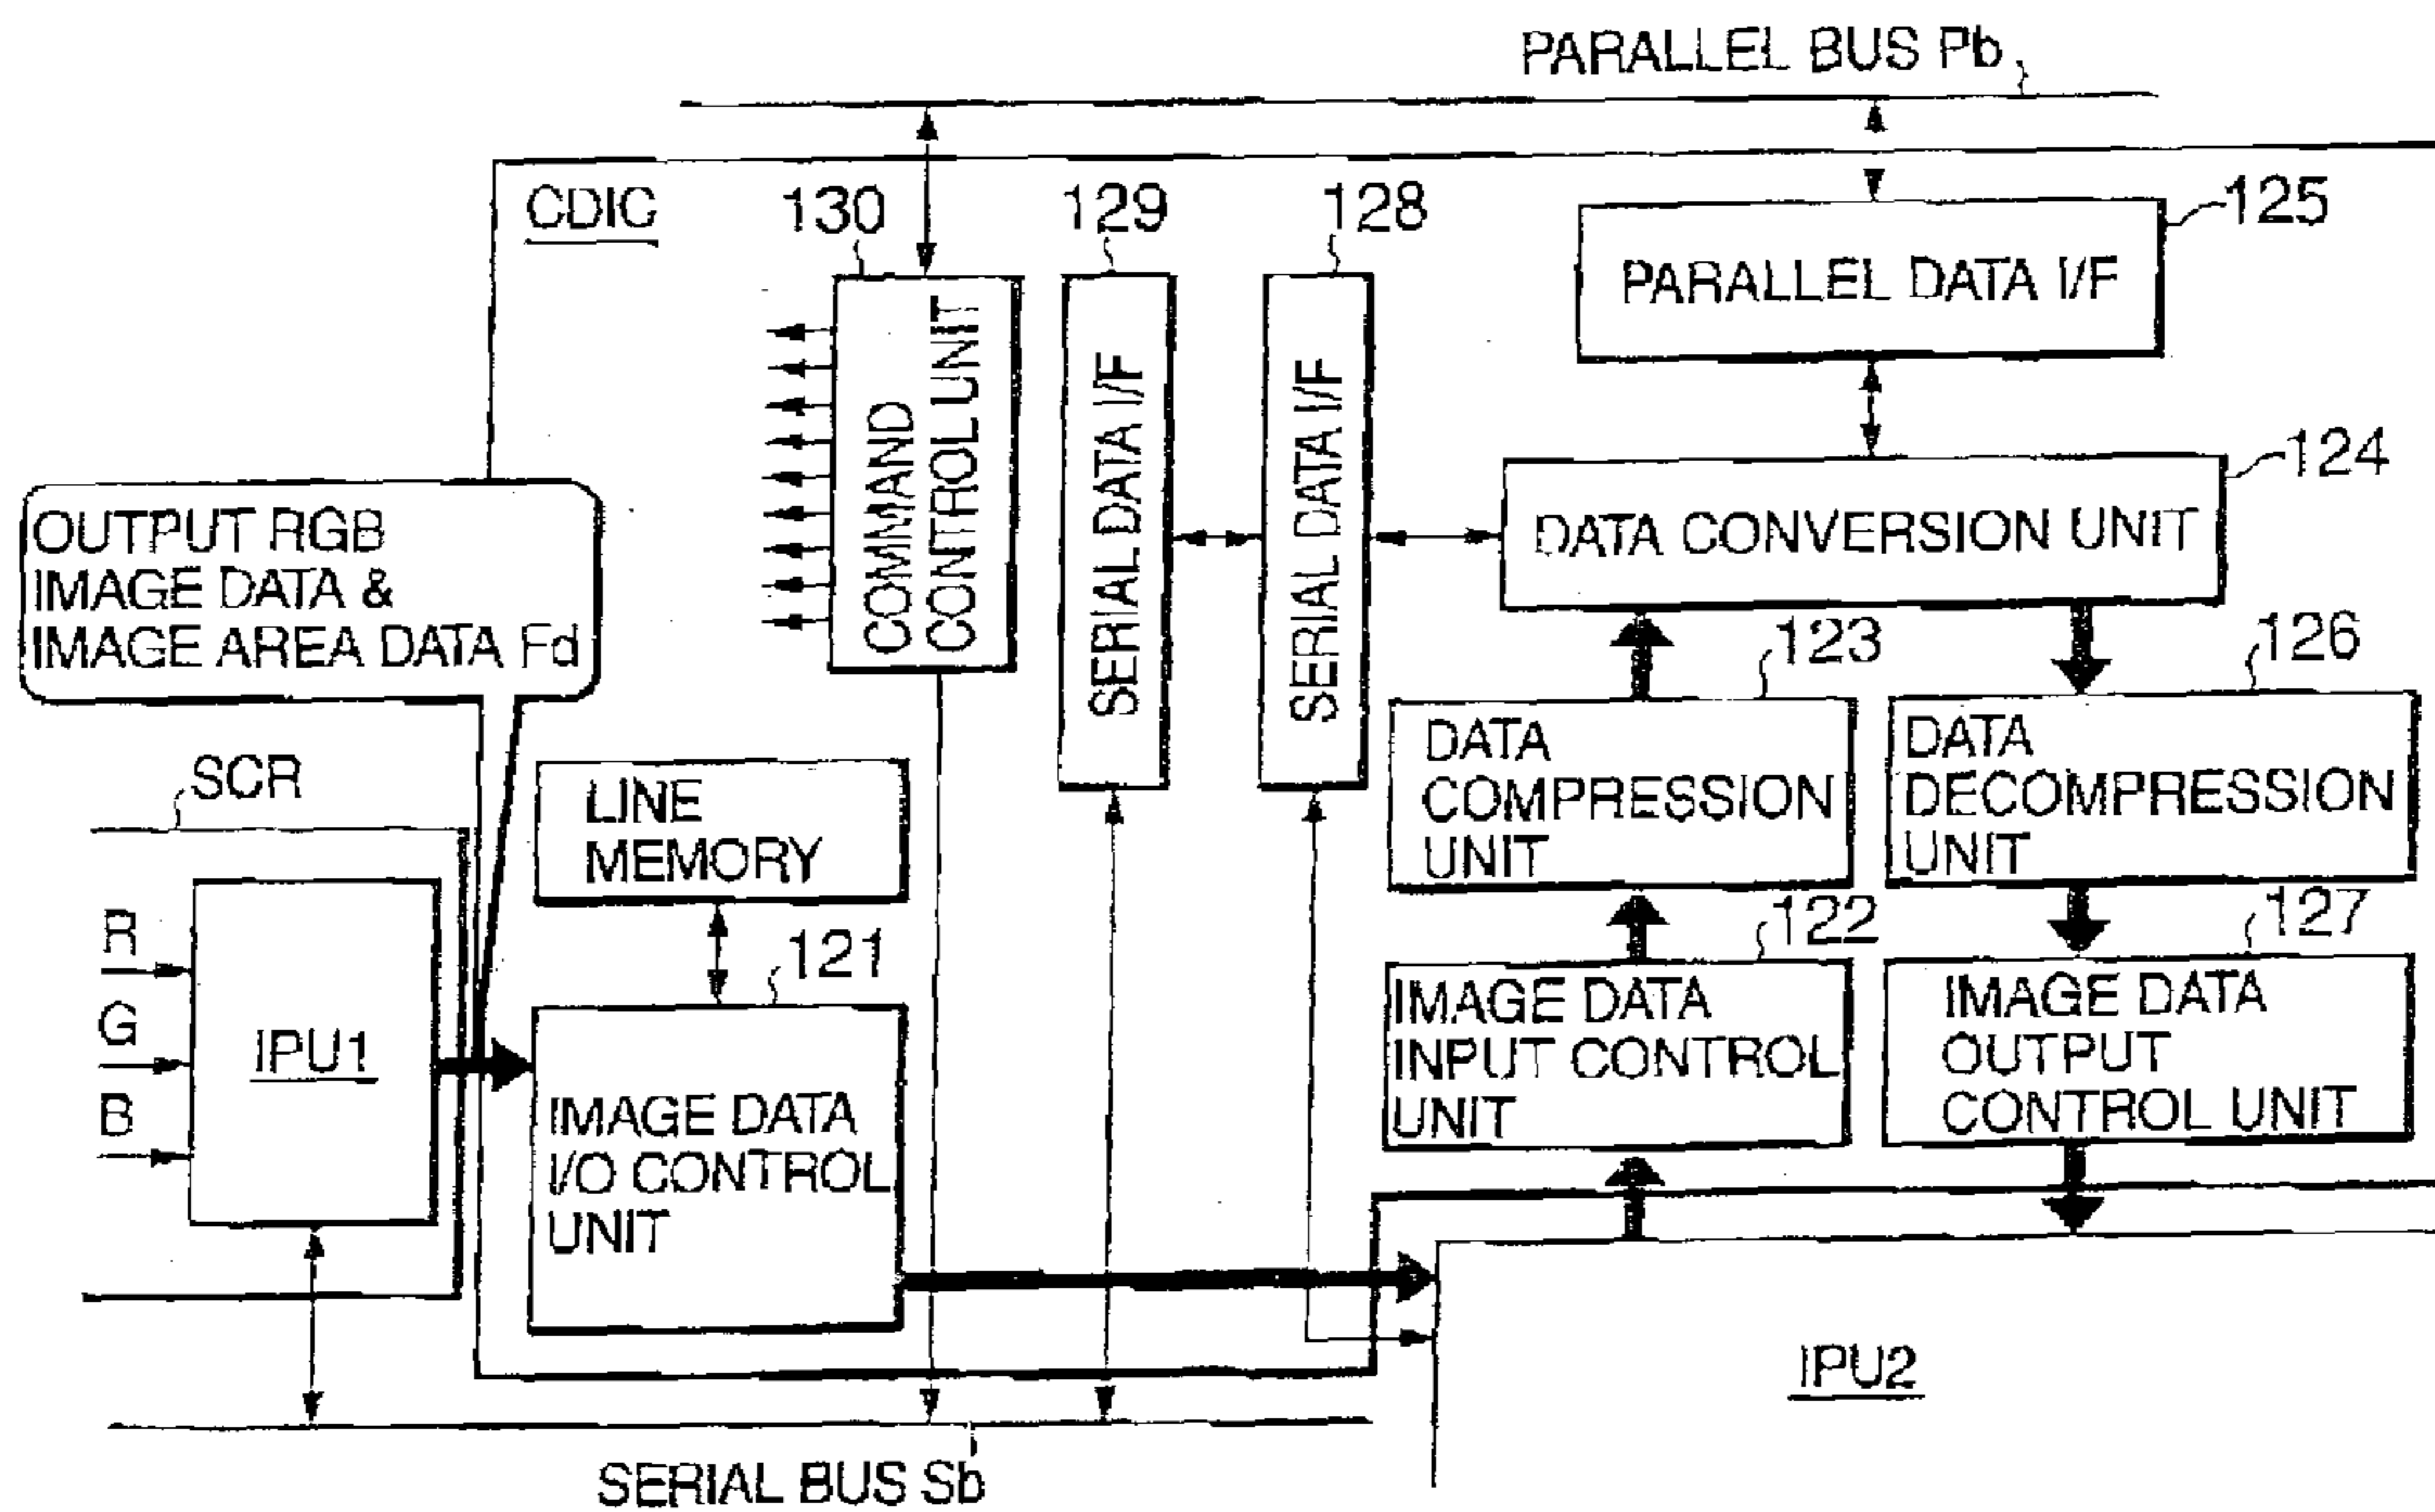 PARALLEL BUS Pb
CDIC
130
129
128
125
PARALLEL DATA I/F
COMMAND
CONTROL UNIT
SERIAL DATA I/F
SERIAL DATA I/F
124
DATA CONVERSION UNIT
OUTPUT RGB
IMAGE DATA &
IMAGE AREA DATA Fd
123
126
DATA
COMPRESSION
UNIT
DATA
DECOMPRESSION
UNIT
SCR
LINE
MEMORY
R
G
B
IPU1
121
122
127
IMAGE DATA
I/O CONTROL
UNIT
IMAGE DATA
INPUT CONTROL
UNIT
IMAGE DATA
OUTPUT
CONTROL UNIT
IPU2
SERIAL BUS Sb